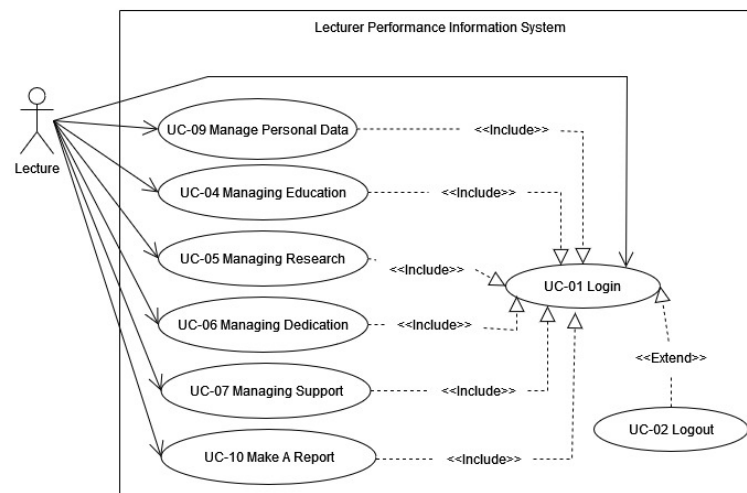 Lecturer Performance Information System
Lecture
UC-09 Manage Personal Data
<<Include>>
UC-04 Managing Education
<<Include>>
UC-05 Managing Research
<<Include>>
UC-01 Login
UC-06 Managing Dedication
<<Include>>
<<Extend>>
UC-07 Managing Support
<<Include>>
UC-02 Logout
UC-10 Make A Report
<<Include>>